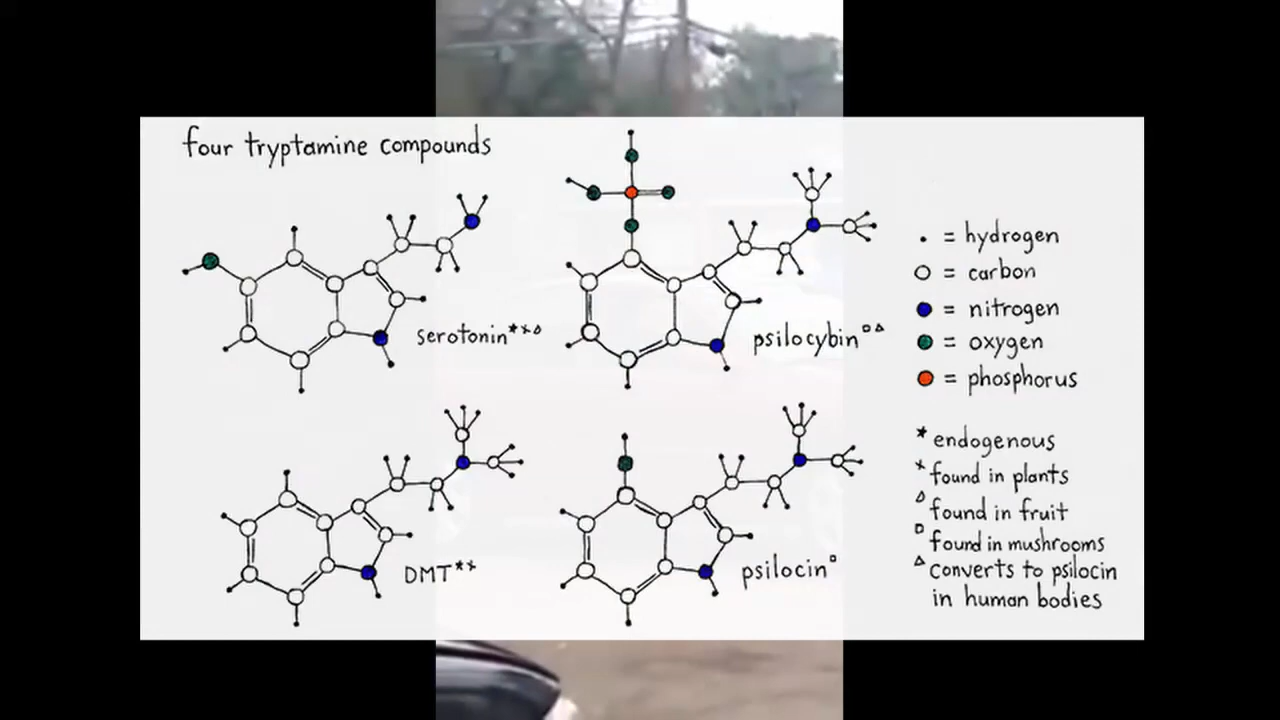 four tryptamine compounds
serotonin
psilocybin
DMT
psilocin
= hydrogen
= carbon
= nitrogen
= oxygen
= phosphorus
* endogenous
found in plants
found in fruit
□ found in mushrooms
△ converts to psilocin
in human bodies